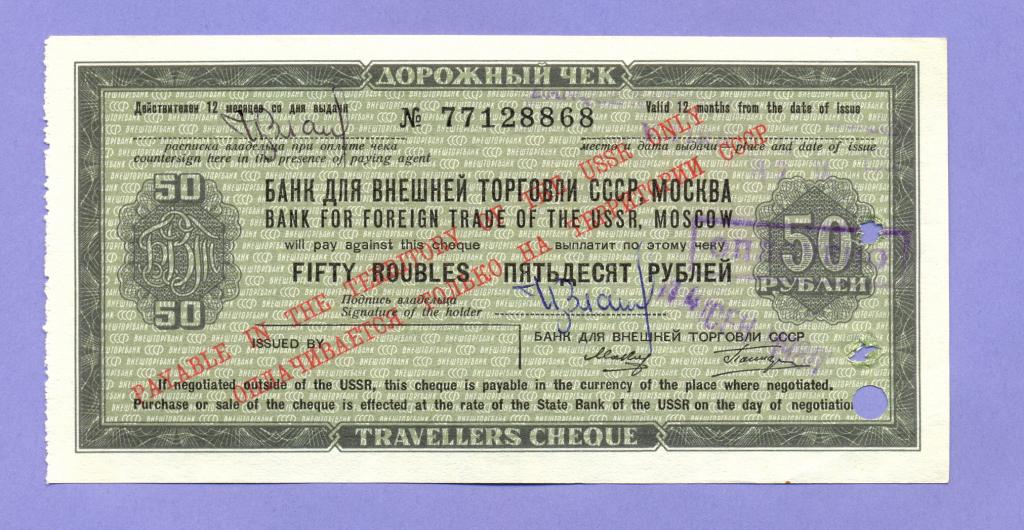 ДОРОЖНЫЙ ЧЕК
Действителен 12 месяцев со дня выдачи
№ 77128868
Valid 12 months from the date of issue
расписка владельца при оплате чека
countersign here in the presence of paying agent
место и дата выдачи / place and date of issue
50
БАНК ДЛЯ ВНЕШНЕЙ ТОРГОВЛИ СССР, МОСКВА
BANK FOR FOREIGN TRADE OF THE USSR, MOSCOW
will pay against this cheque
выплатит по этому чеку
БВТ
50
РУБЛЕЙ
FIFTY ROUBLES
ПЯТЬДЕСЯТ РУБЛЕЙ
50
Подпись владельца
Signature of the holder
ISSUED BY
БАНК ДЛЯ ВНЕШНЕЙ ТОРГОВЛИ СССР
PAYABLE IN THE TERRITORY OF THE USSR ONLY
ОПЛАЧИВАЕТСЯ ТОЛЬКО НА ТЕРРИТОРИИ СССР
If negotiated outside of the USSR, this cheque is payable in the currency of the place where negotiated.
Purchase or sale of the cheque is effected at the rate of the State Bank of the USSR on the day of negotiation
TRAVELLERS CHEQUE